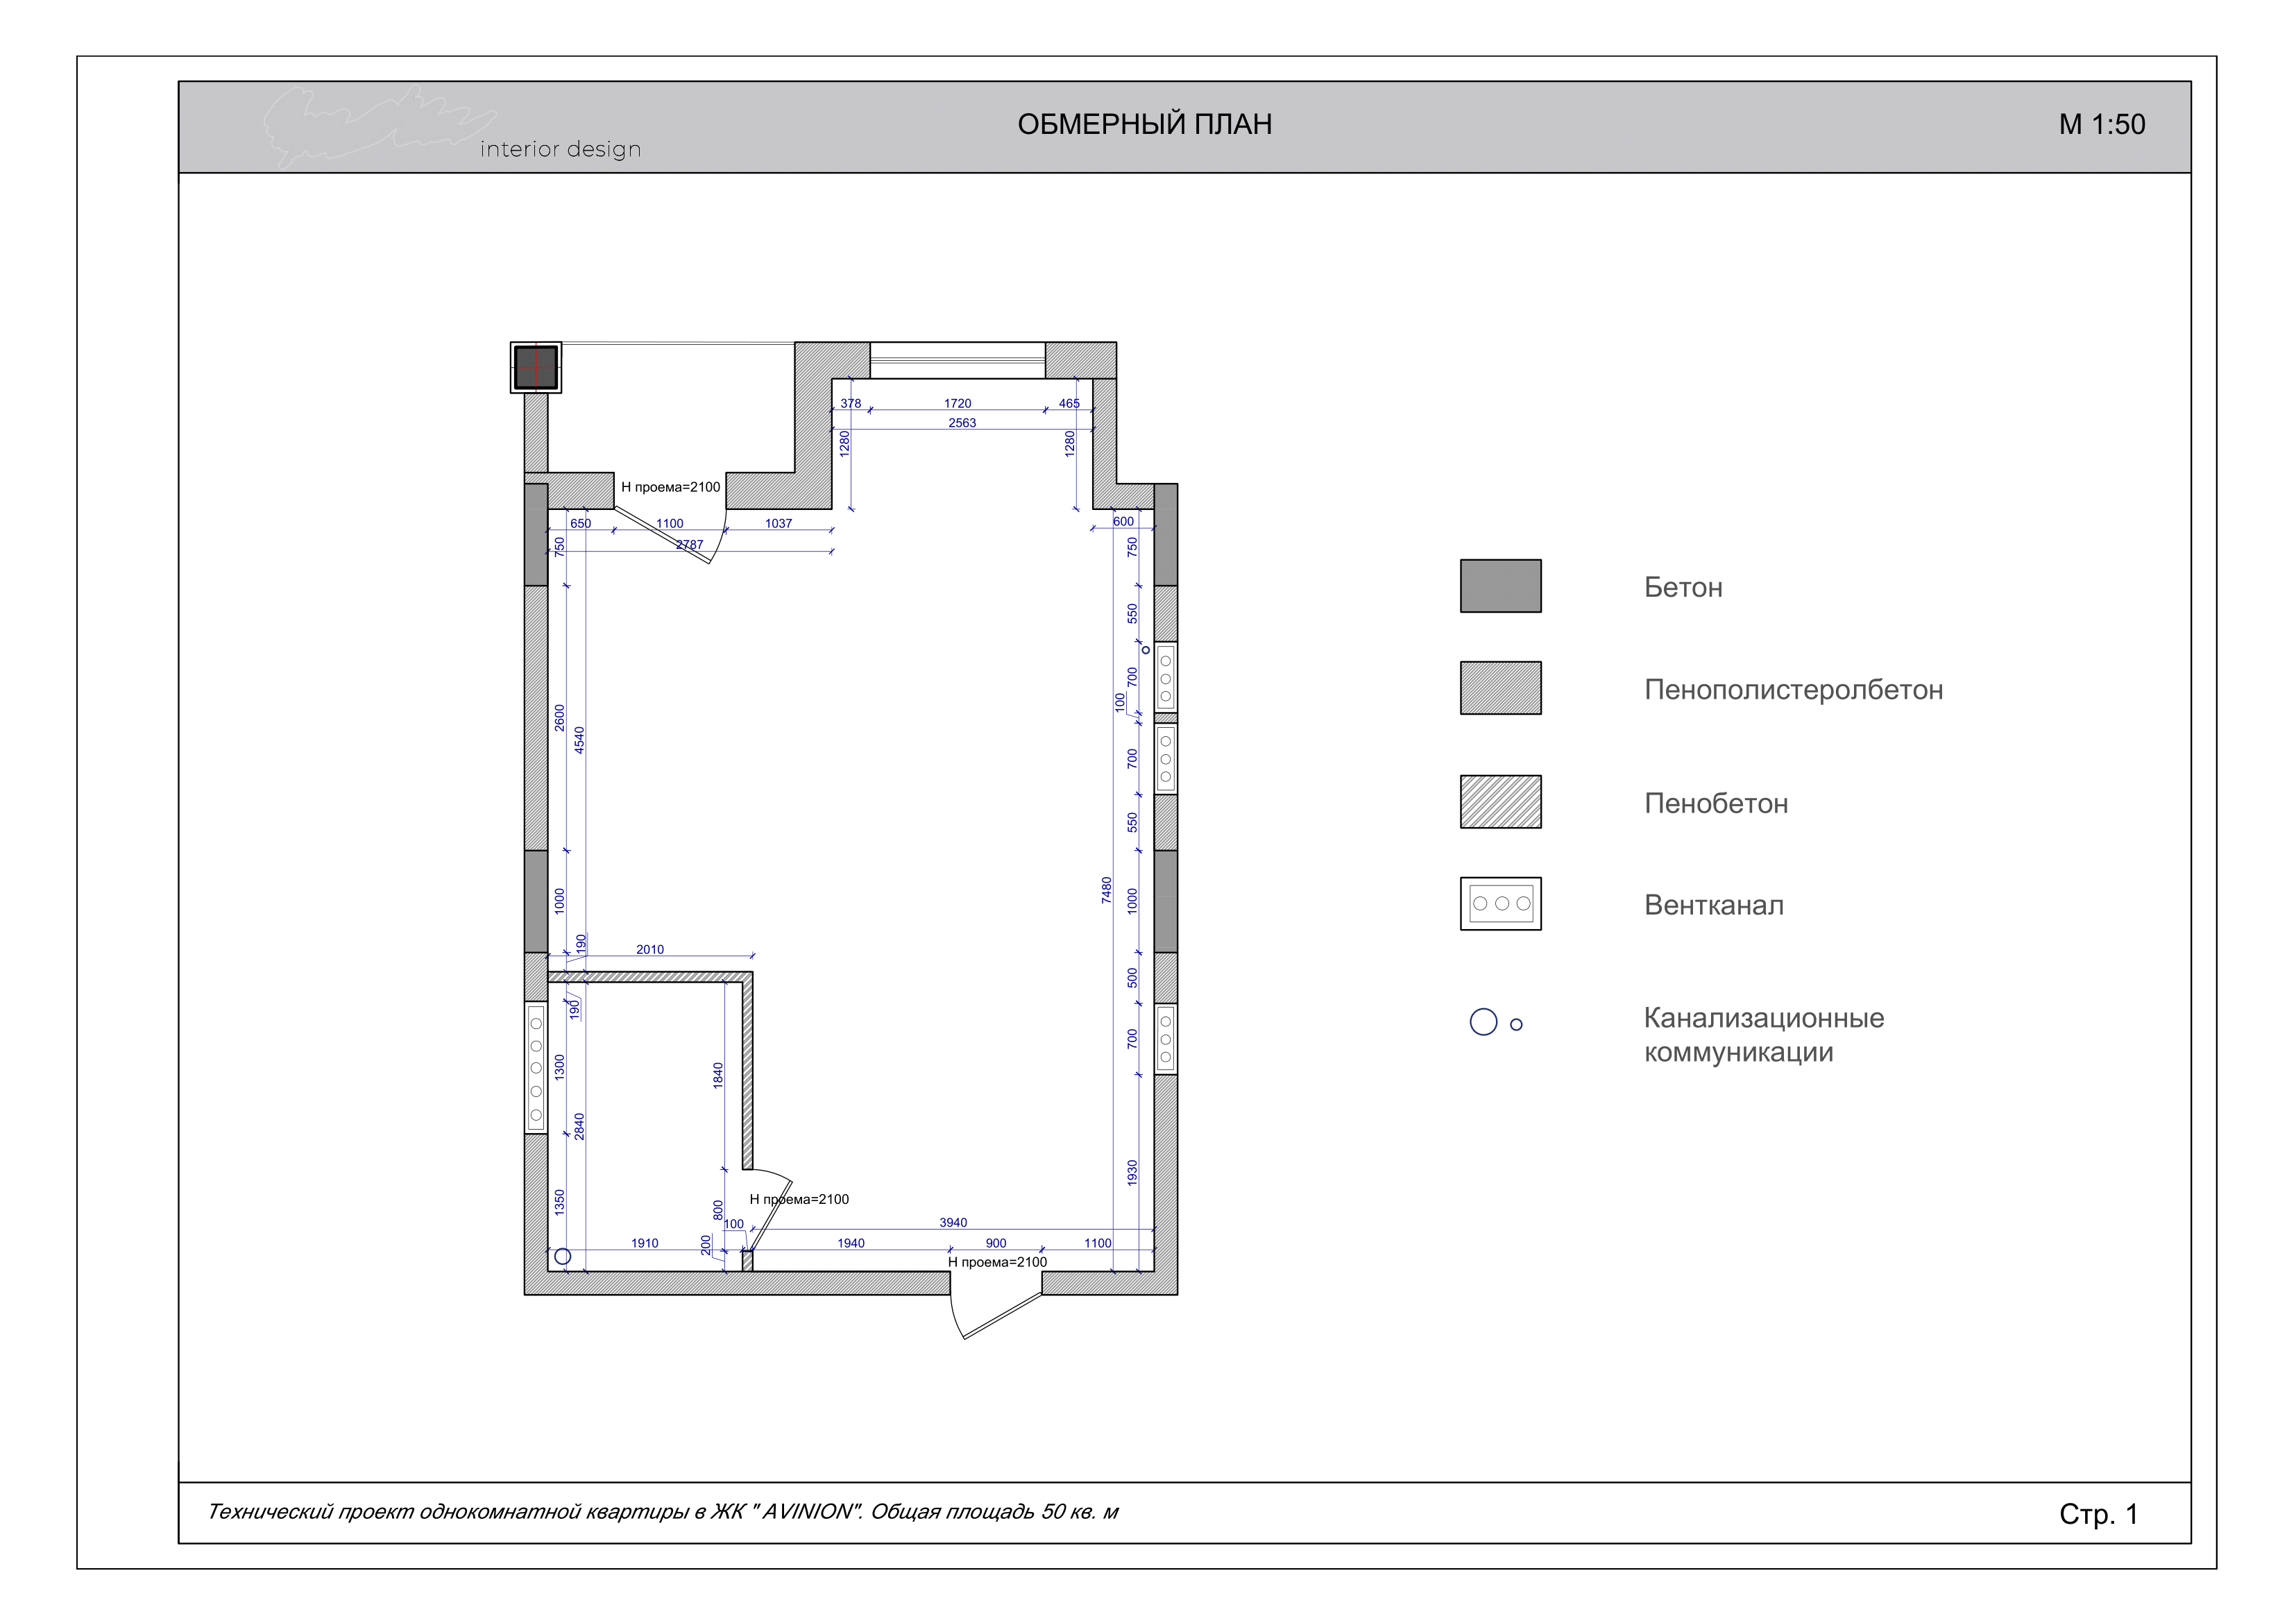 interior design
ОБМЕРНЫЙ ПЛАН
М 1:50
378 1720 465
2563
1280 1280
H проема=2100
650 1100 1037
600
2787
750 750
550
700
100
2600
4540
700
550
7480
1000 1000
190
2010
500
190
700
1300
1840
2840
1930
1350
H проема=2100
800
100
3940
200
1910 1940 900 1100
H проема=2100
Бетон
Пенополистеролбетон
Пенобетон
Вентканал
Канализационные
коммуникации
Технический проект однокомнатной квартиры в ЖК " AVINION". Общая площадь 50 кв. м
Стр. 1